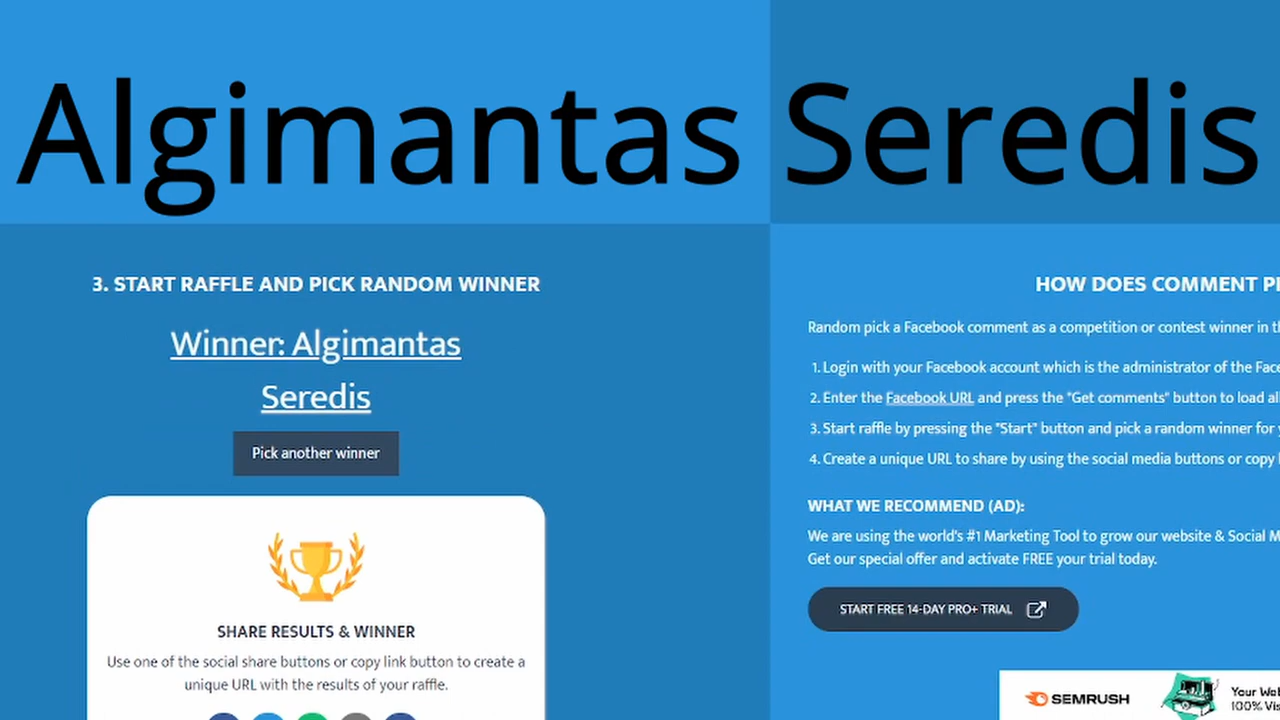 Algimantas Seredis
3. START RAFFLE AND PICK RANDOM WINNER
Winner: Algimantas
Seredis
Pick another winner
SHARE RESULTS & WINNER
Use one of the social share buttons or copy link button to create a
unique URL with the results of your raffle.
HOW DOES COMMENT
Random pick a Facebook comment as a competition or contest winner in
1. Login with your Facebook account which is the administrator of the
2. Enter the Facebook URL and press the "Get comments" button to load
3. Start raffle by pressing the "Start" button and pick a random winner for
4. Create a unique URL to share by using the social media buttons or copy
WHAT WE RECOMMEND (AD):
We are using the world's #1 Marketing Tool to grow our website & Social
Get our special offer and activate FREE your trial today.
START FREE 14-DAY PRO+ TRIAL
SEMRUSH
Your
100%